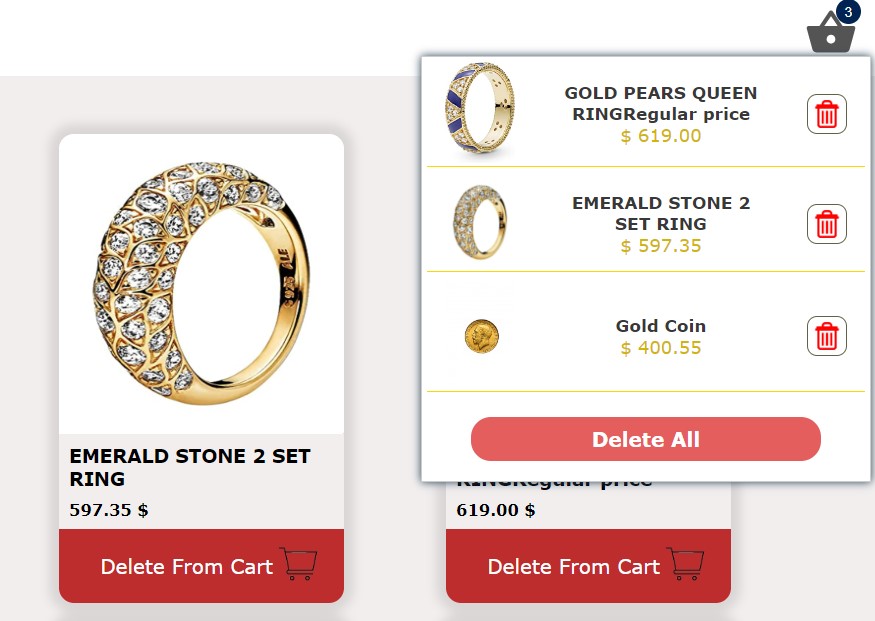 3
GOLD PEARS QUEEN
RINGRegular price
$ 619.00
EMERALD STONE 2
SET RING
$ 597.35
Gold Coin
$ 400.55
Delete All
925 ALE
EMERALD STONE 2 SET
RING
597.35 $
Delete From Cart
RINGRegular price
619.00 $
Delete From Cart